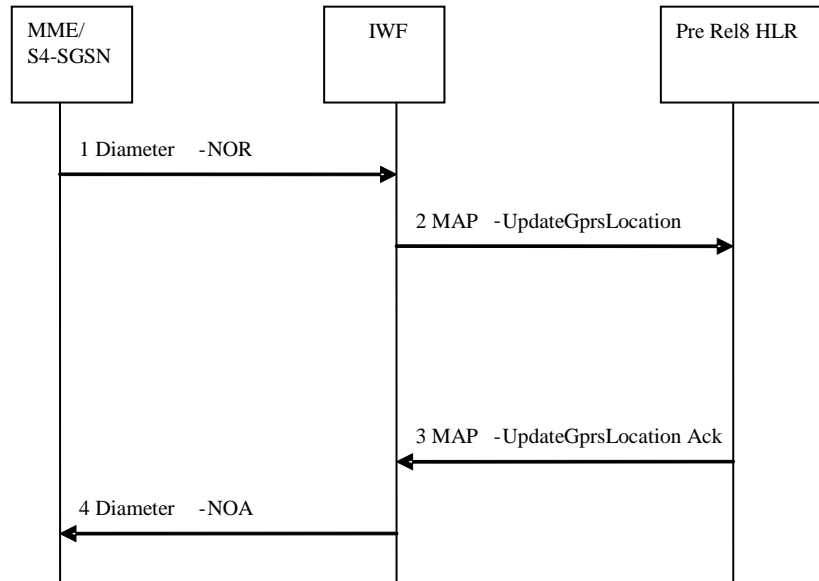 MME/
S4-SGSN
IWF
Pre Rel8 HLR
1 Diameter -NOR
2 MAP -UpdateGprsLocation
3 MAP -UpdateGprsLocation Ack
4 Diameter -NOA